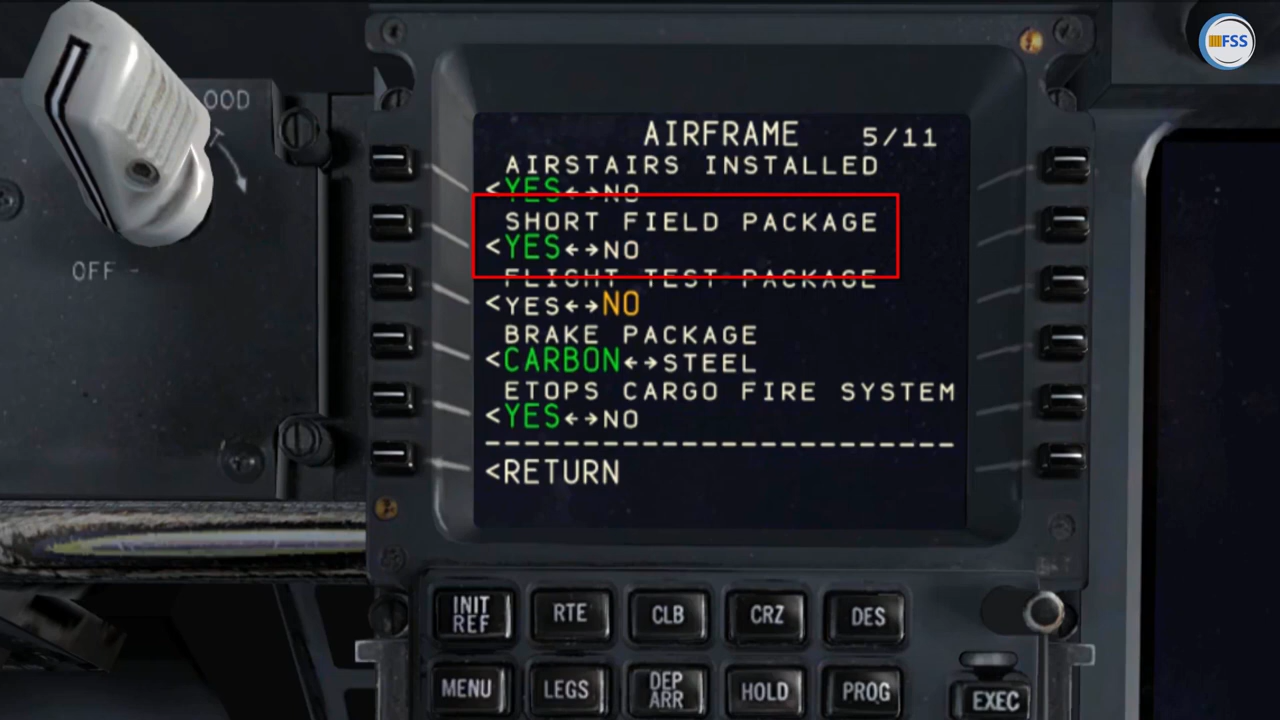 FSS
OOD
OFF -
AIRFRAME 5/11
AIRSTAIRS INSTALLED
<YES←→NO
SHORT FIELD PACKAGE
<YES←→NO
FLIGHT TEST PACKAGE
<YES←→NO
BRAKE PACKAGE
<CARBON←→STEEL
ETOPS CARGO FIRE SYSTEM
<YES←→NO
------------------------
<RETURN
INIT REF
RTE
CLB
CRZ
DES
MENU
LEGS
DEP ARR
HOLD
PROG
EXEC